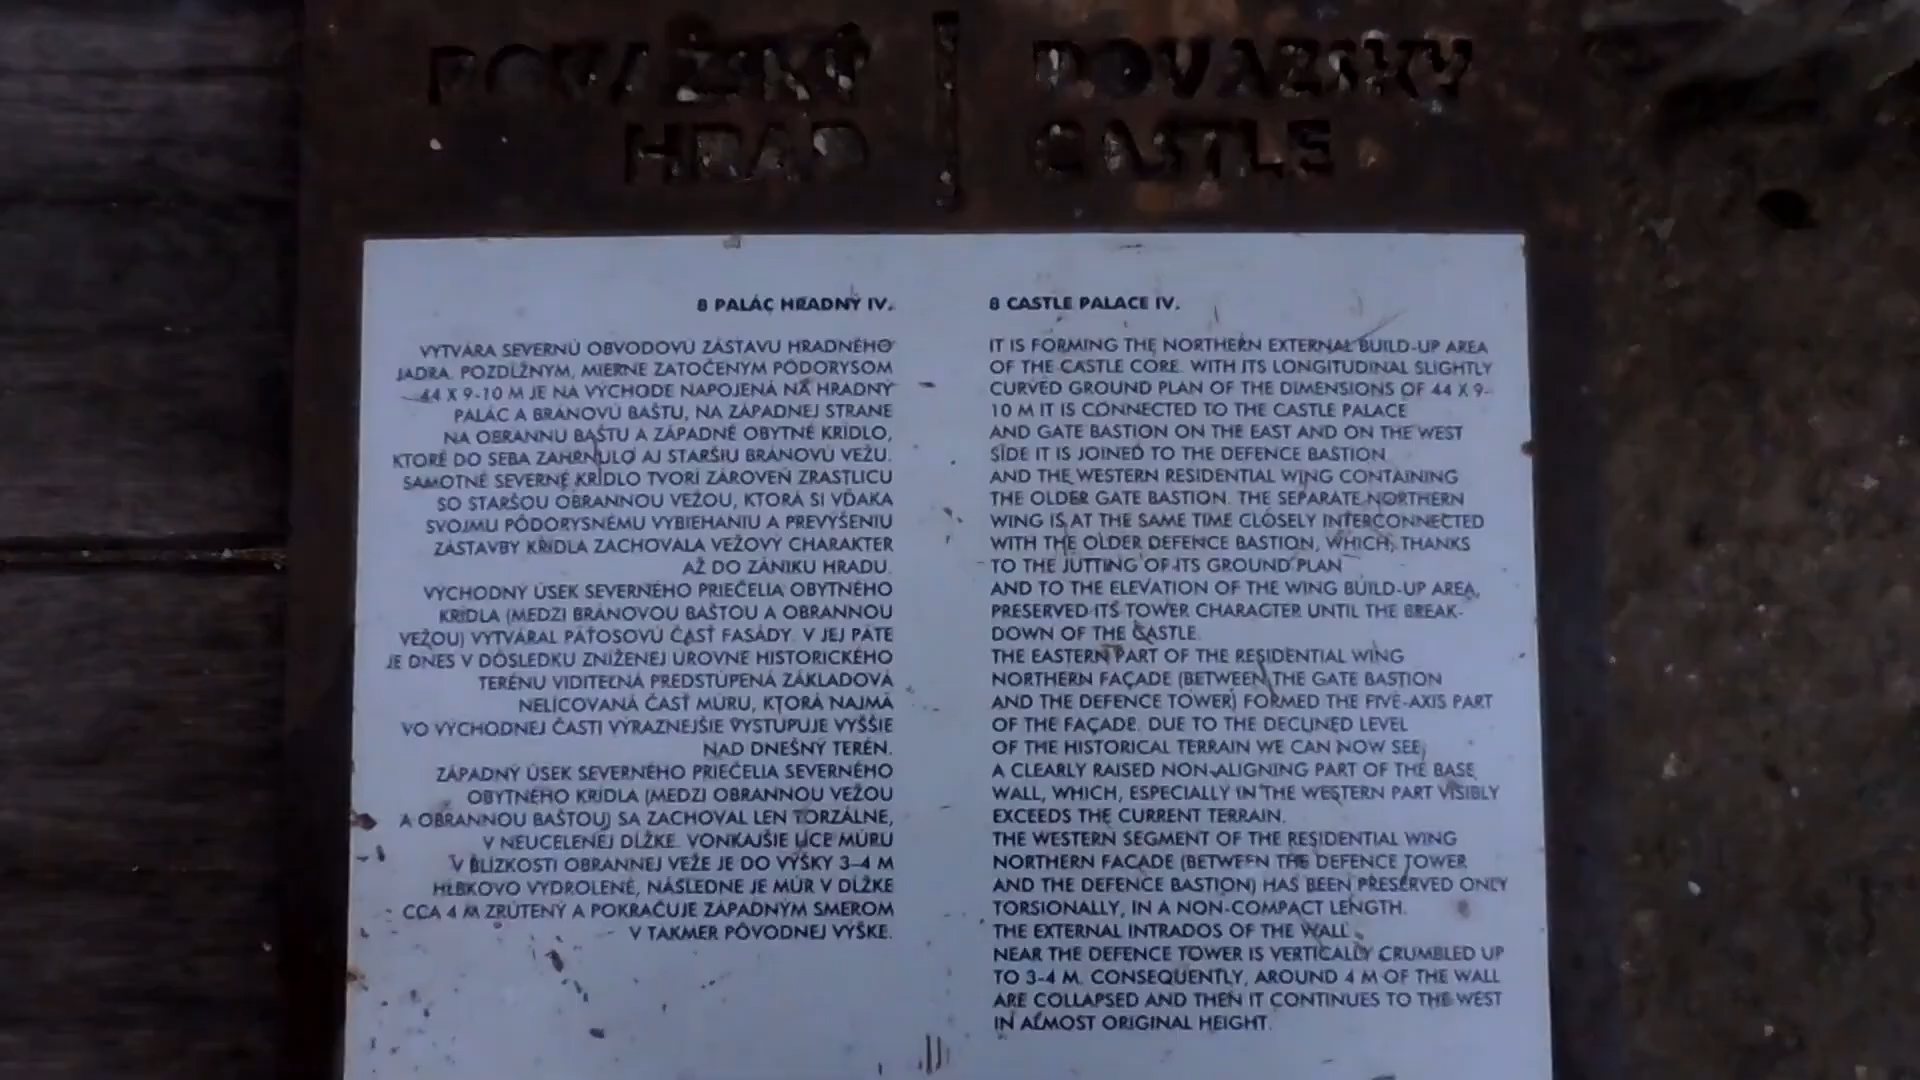 POVAŽSKÝ
HRAD
POVAŽSKÝ
CASTLE
8 PALÁC HRADNÝ IV.
VYTVÁRA SEVERNÚ OBVODOVÚ ZÁSTAVU HRADNÉHO
JADRA. POZDĹŽNYM, MIERNE ZATOČENÝM PÔDORYSOM
44 X 9-10 M JE NA VÝCHODE NAPOJENÁ NA HRADNÝ
PALÁC A BRÁNOVÚ BAŠTU, NA ZÁPADNEJ STRANE
NA OBRANNÚ BAŠTU A ZÁPADNÉ OBYTNÉ KRÍDLO,
KTORÉ DO SEBA ZAHRNULO AJ STARŠIU BRÁNOVÚ VEŽU.
SAMOTNÉ SEVERNÉ KRÍDLO TVORÍ ZÁROVEŇ ZRASTLICU
SO STARŠOU OBRANNOU VEŽOU, KTORÁ SI VĎAKA
SVOJMU PÔDORYSNÉMU VYBIEHANIU A PREVÝŠENIU
ZÁSTAVBY KRÍDLA ZACHOVALA VEŽOVÝ CHARAKTER
AŽ DO ZÁNIKU HRADU.
VÝCHODNÝ ÚSEK SEVERNÉHO PRIEČELIA OBYTNÉHO
KRÍDLA (MEDZI BRÁNOVOU BAŠTOU A OBRANNOU
VEŽOU) VYTVÁRAL PÄŤOSOVÚ ČASŤ FASÁDY. V JEJ PÄTE
JE DNES V DÔSLEDKU ZNÍŽENEJ ÚROVNE HISTORICKÉHO
TERÉNU VIDITEĽNÁ PREDSTÚPENÁ ZÁKLADOVÁ
NELÍCOVANÁ ČASŤ MÚRU, KTORÁ NAJMÄ
VO VÝCHODNEJ ČASTI VÝRAZNEJŠIE VYSTUPUJE VYŠŠIE
NAD DNEŠNÝ TERÉN.
ZÁPADNÝ ÚSEK SEVERNÉHO PRIEČELIA SEVERNÉHO
OBYTNÉHO KRÍDLA (MEDZI OBRANNOU VEŽOU
A OBRANNOU BAŠTOU) SA ZACHOVAL LEN TORZÁLNE,
V NEUCELENEJ DĹŽKE. VONKAJŠIE LÍCE MÚRU
V BLÍZKOSTI OBRANNEJ VEŽE JE DO VÝŠKY 3–4 M
HĹBKOVO VYDROLENÉ, NÁSLEDNE JE MÚR V DĹŽKE
CCA 4 M ZRÚTENÝ A POKRAČUJE ZÁPADNÝM SMEROM
V TAKMER PÔVODNEJ VÝŠKE.
8 CASTLE PALACE IV.
IT IS FORMING THE NORTHERN EXTERNAL BUILD-UP AREA
OF THE CASTLE CORE. WITH ITS LONGITUDINAL SLIGHTLY
CURVED GROUND PLAN OF THE DIMENSIONS OF 44 X 9-
10 M IT IS CONNECTED TO THE CASTLE PALACE
AND GATE BASTION ON THE EAST AND ON THE WEST
SIDE IT IS JOINED TO THE DEFENCE BASTION
AND THE WESTERN RESIDENTIAL WING CONTAINING
THE OLDER GATE BASTION. THE SEPARATE NORTHERN
WING IS AT THE SAME TIME CLOSELY INTERCONNECTED
WITH THE OLDER DEFENCE BASTION, WHICH, THANKS
TO THE JUTTING OF ITS GROUND PLAN
AND TO THE ELEVATION OF THE WING BUILD-UP AREA,
PRESERVED ITS TOWER CHARACTER UNTIL THE BREAK-
DOWN OF THE CASTLE.
THE EASTERN PART OF THE RESIDENTIAL WING
NORTHERN FAÇADE (BETWEEN THE GATE BASTION
AND THE DEFENCE TOWER) FORMED THE FIVE-AXIS PART
OF THE FAÇADE. DUE TO THE DECLINED LEVEL
OF THE HISTORICAL TERRAIN WE CAN NOW SEE,
A CLEARLY RAISED NON-ALIGNING PART OF THE BASE
WALL, WHICH, ESPECIALLY IN THE WESTERN PART VISIBLY
EXCEEDS THE CURRENT TERRAIN.
THE WESTERN SEGMENT OF THE RESIDENTIAL WING
NORTHERN FACADE (BETWEEN THE DEFENCE TOWER
AND THE DEFENCE BASTION) HAS BEEN PRESERVED ONLY
TORSIONALLY, IN A NON-COMPACT LENGTH.
THE EXTERNAL INTRADOS OF THE WALL
NEAR THE DEFENCE TOWER IS VERTICALLY CRUMBLED UP
TO 3-4 M. CONSEQUENTLY, AROUND 4 M OF THE WALL
ARE COLLAPSED AND THEN IT CONTINUES TO THE WEST
IN ALMOST ORIGINAL HEIGHT.